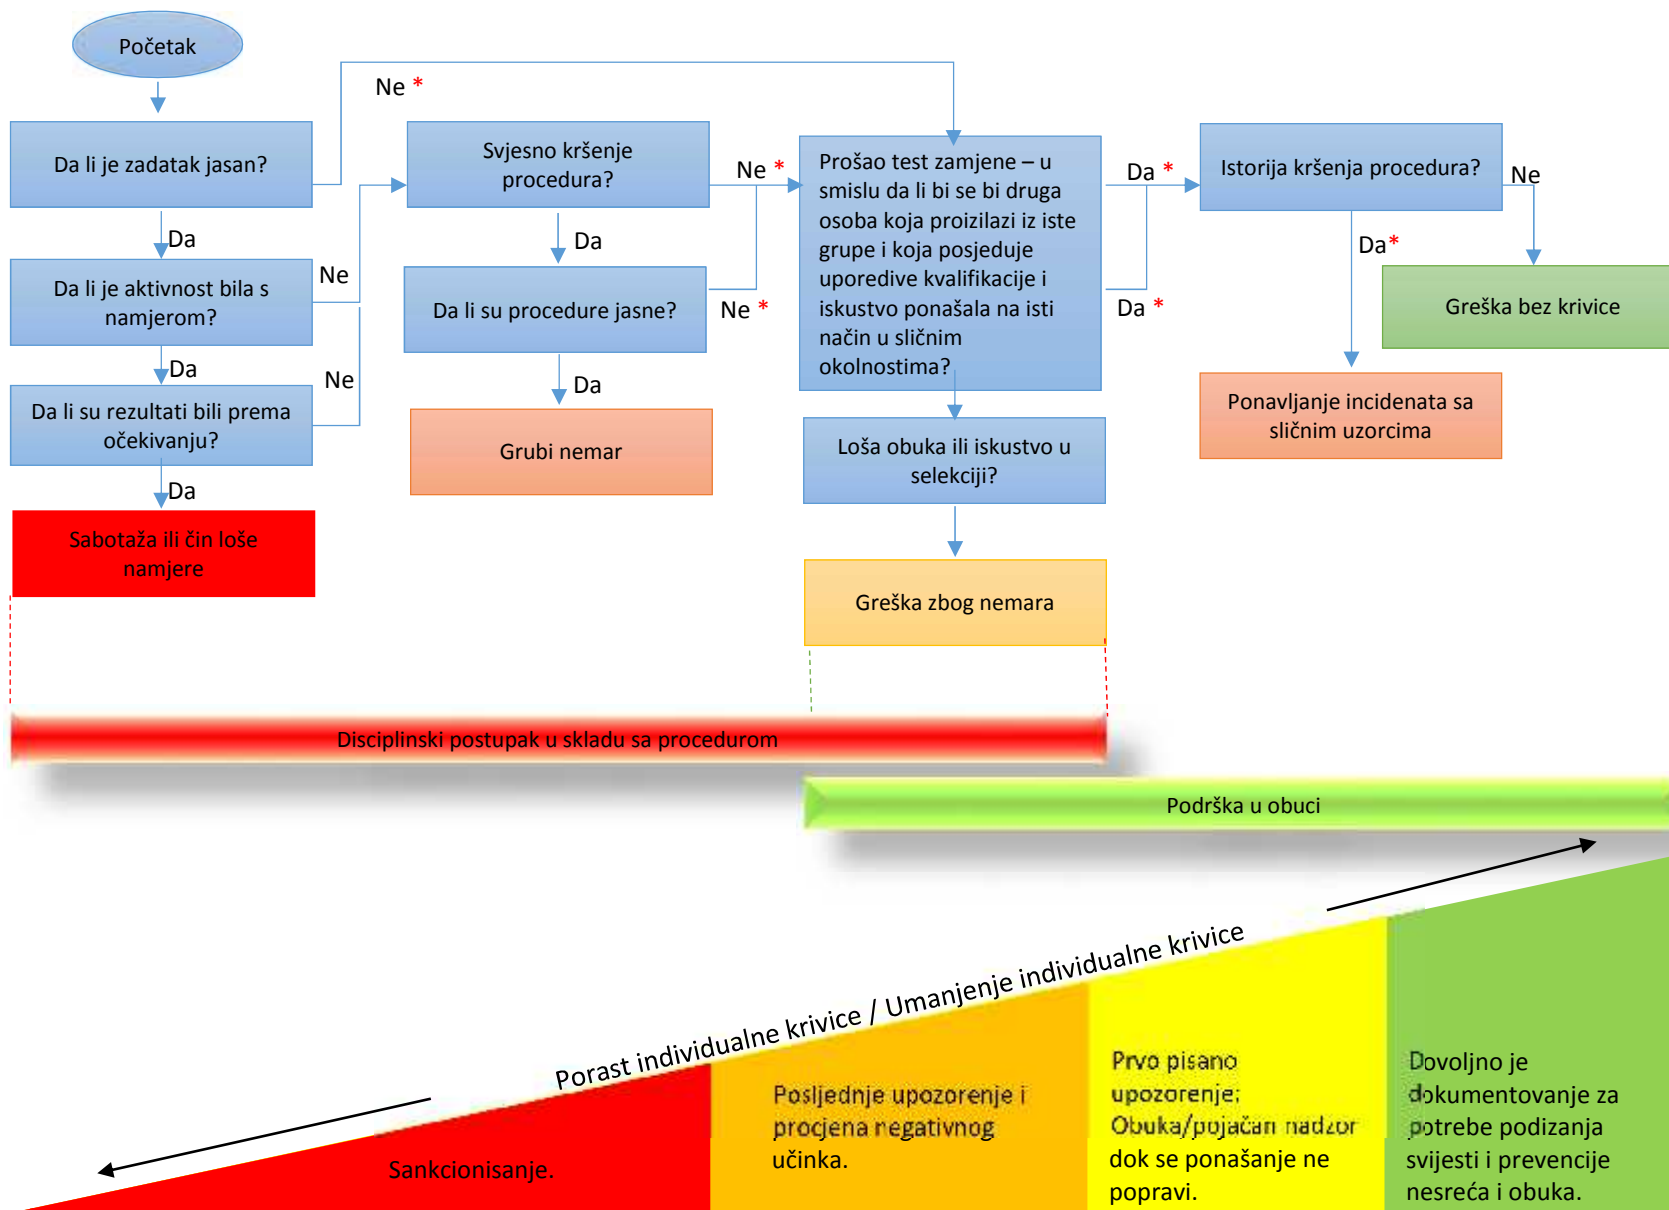 Početak
Ne *
Da li je zadatak jasan?
Da
Da li je aktivnost bila s
namjerom?
Ne
Da
Da li su rezultati bili prema
očekivanju?
Ne
Da
Sabotaža ili čin loše
namjere
Svjesno kršenje
procedura?
Ne *
Da
Da li su procedure jasne?
Ne *
Da
Grubi nemar
Prošao test zamjene – u
smislu da li bi se bi druga
osoba koja proizilazi iz iste
grupe i koja posjeduje
uporedive kvalifikacije i
iskustvo ponašala na isti
način u sličnim
okolnostima?
Da *
Da *
Loša obuka ili iskustvo u
selekciji?
Greška zbog nemara
Istorija kršenja procedura?
Ne
Da*
Greška bez krivice
Ponavljanje incidenata sa
sličnim uzorcima
Disciplinski postupak u skladu sa procedurom
Podrška u obuci
Porast individualne krivice / Umanjenje individualne krivice
Sankcionisanje.
Posljednje upozorenje i
procjena negativnog
učinka.
Prvo pisano
upozorenje;
Obuka/pojačan nadzor
dok se ponašanje ne
popravi.
Dovoljno je
dokumentovanje za
potrebe podizanja
svijesti i prevencije
nesreća i obuka.